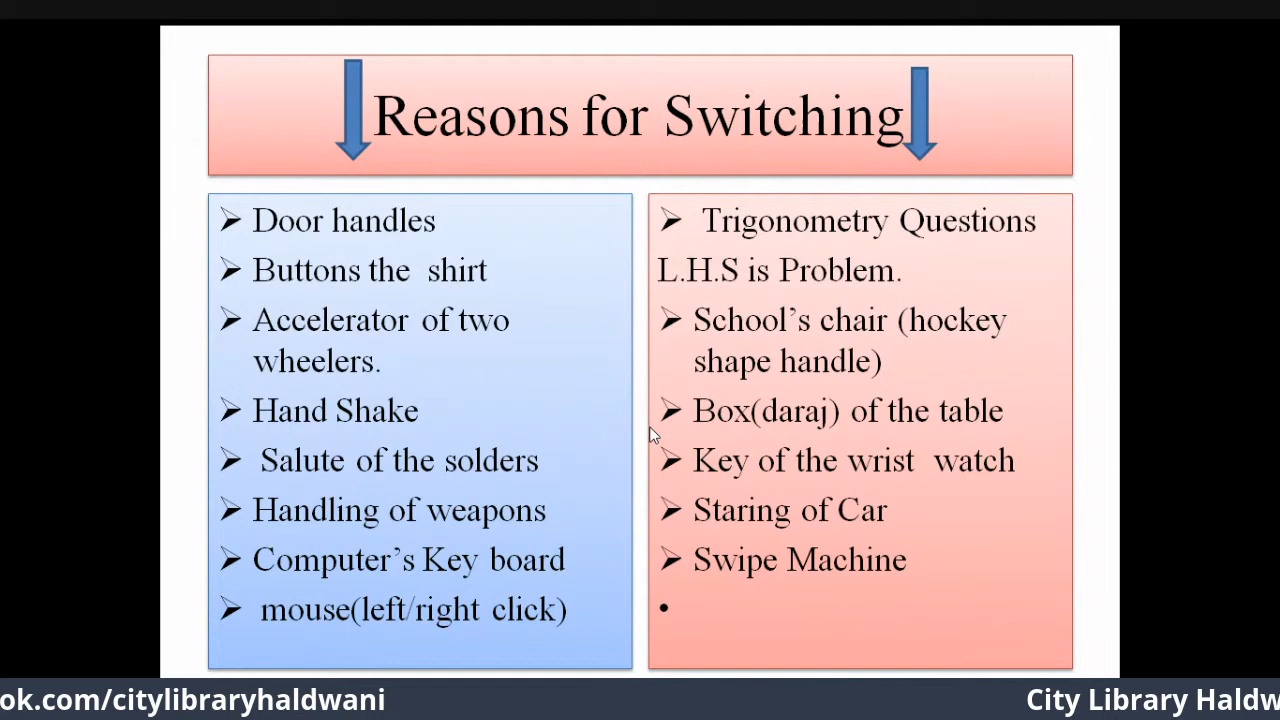 Reasons for Switching
➢ Door handles
➢ Buttons the shirt
➢ Accelerator of two
wheelers.
➢ Hand Shake
➢ Salute of the solders
➢ Handling of weapons
➢ Computer’s Key board
➢ mouse(left/right click)
➢ Trigonometry Questions
L.H.S is Problem.
➢ School’s chair (hockey
shape handle)
➢ Box(daraj) of the table
➢ Key of the wrist watch
➢ Staring of Car
➢ Swipe Machine
•
ok.com/citylibraryhaldwani
City Library Haldw